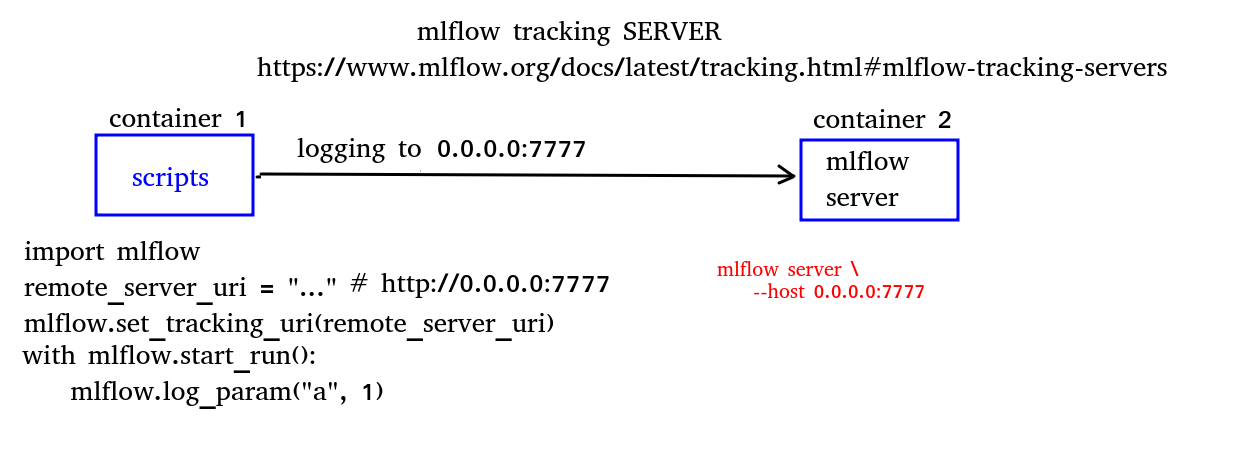 mlflow tracking SERVER
https://www.mlflow.org/docs/latest/tracking.html#mlflow-tracking-servers
container 1
container 2
logging to 0.0.0.0:7777
scripts
mlflow
server
import mlflow
remote_server_uri = "..." # http://0.0.0.0:7777
mlflow.set_tracking_uri(remote_server_uri)
with mlflow.start_run():
    mlflow.log_param("a", 1)
mlflow server \
    --host 0.0.0.0:7777